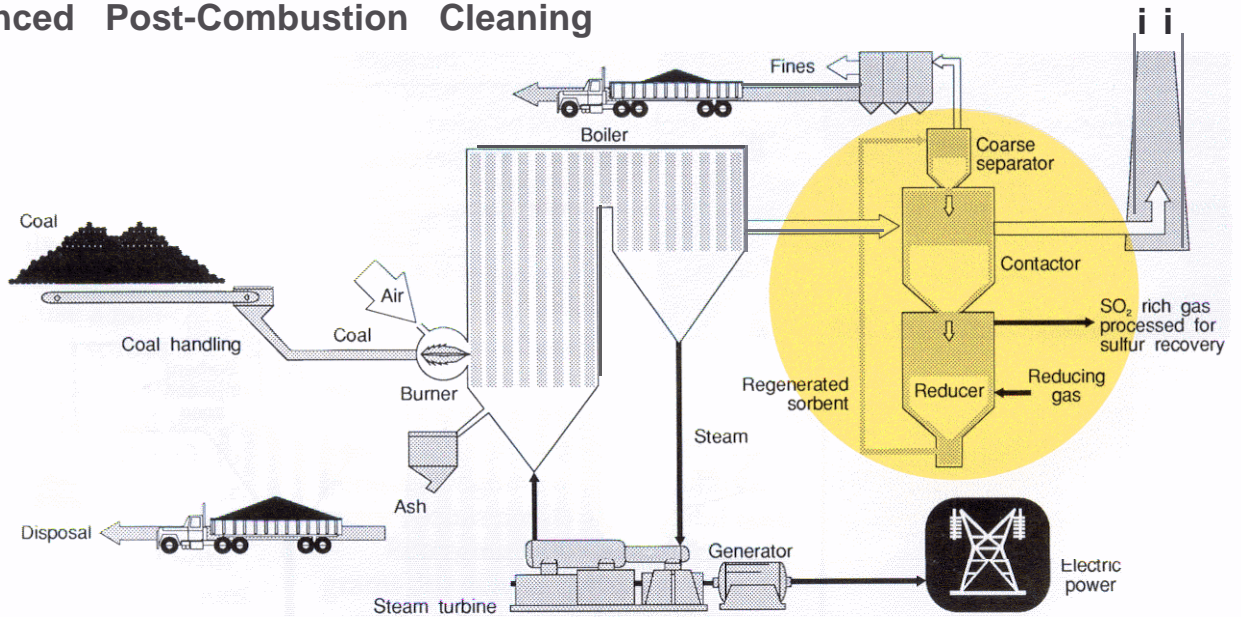 nced Post-Combustion Cleaning
i i
Fines
Boiler
Coarse
separator
Coal
Air
Contactor
Coal handling
Coal
SO₂ rich gas
processed for
sulfur recovery
Burner
Regenerated
sorbent
Reducer
Reducing
gas
Steam
Ash
Disposal
Generator
Electric
power
Steam turbine